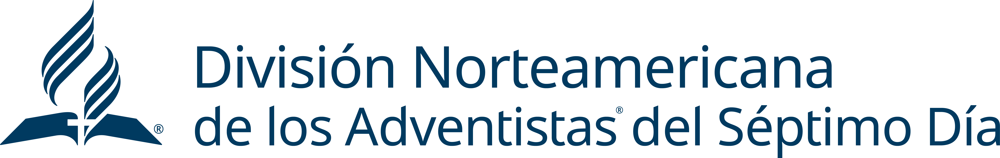 División Norteamericana
de los Adventistas® del Séptimo Día
®